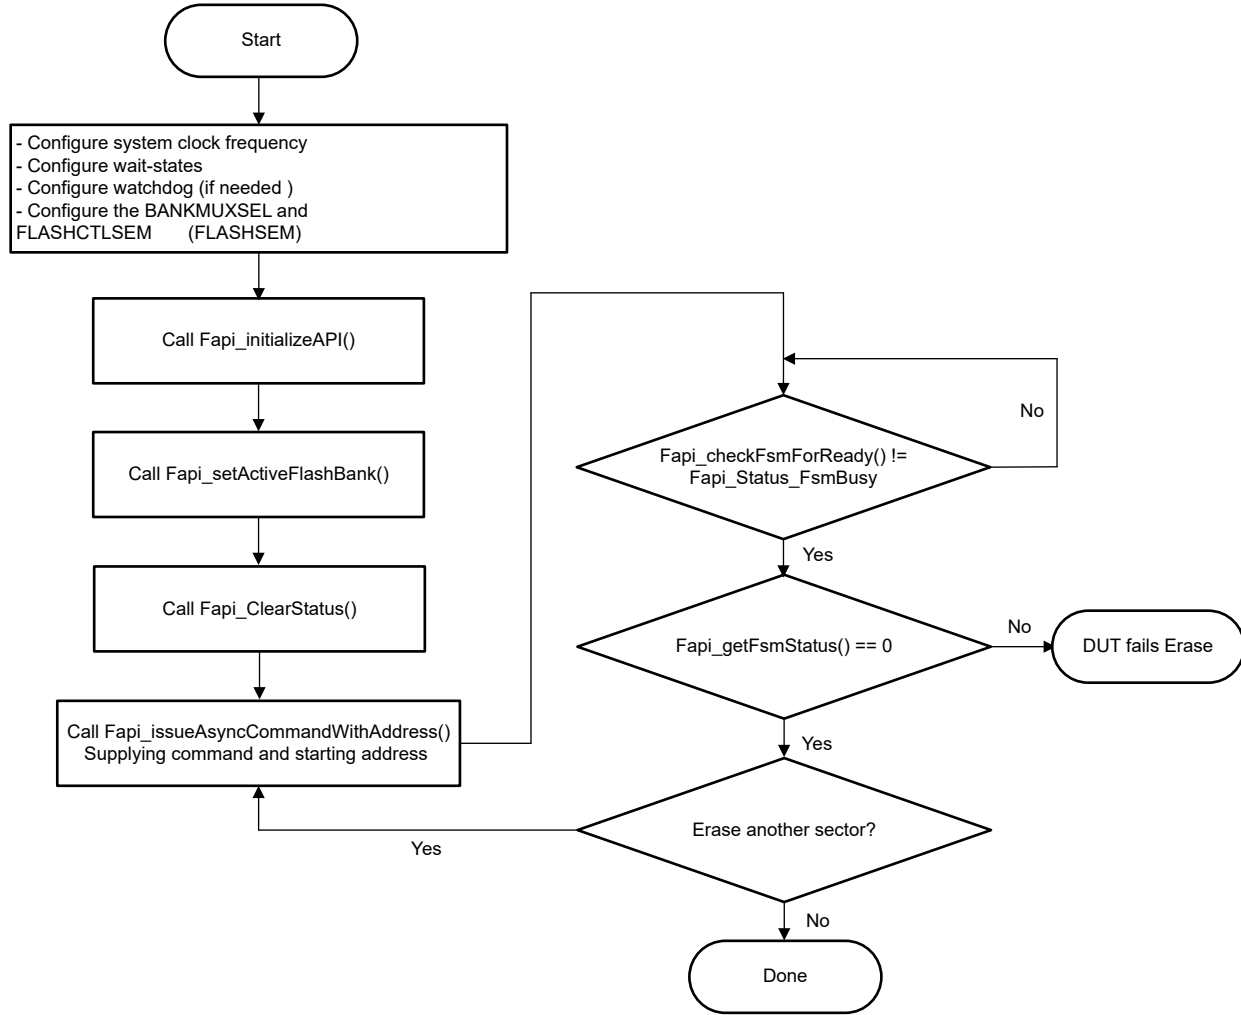 Start
- Configure system clock frequency
- Configure wait-states
- Configure watchdog (if needed )
- Configure the BANKMUXSEL and
FLASHCTLSEM (FLASHSEM)
Call Fapi_initializeAPI()
Call Fapi_setActiveFlashBank()
Call Fapi_ClearStatus()
Call Fapi_issueAsyncCommandWithAddress()
Supplying command and starting address
Fapi_checkFsmForReady() !=
Fapi_Status_FsmBusy
No
Yes
Fapi_getFsmStatus() == 0
No
DUT fails Erase
Yes
Erase another sector?
Yes
No
Done